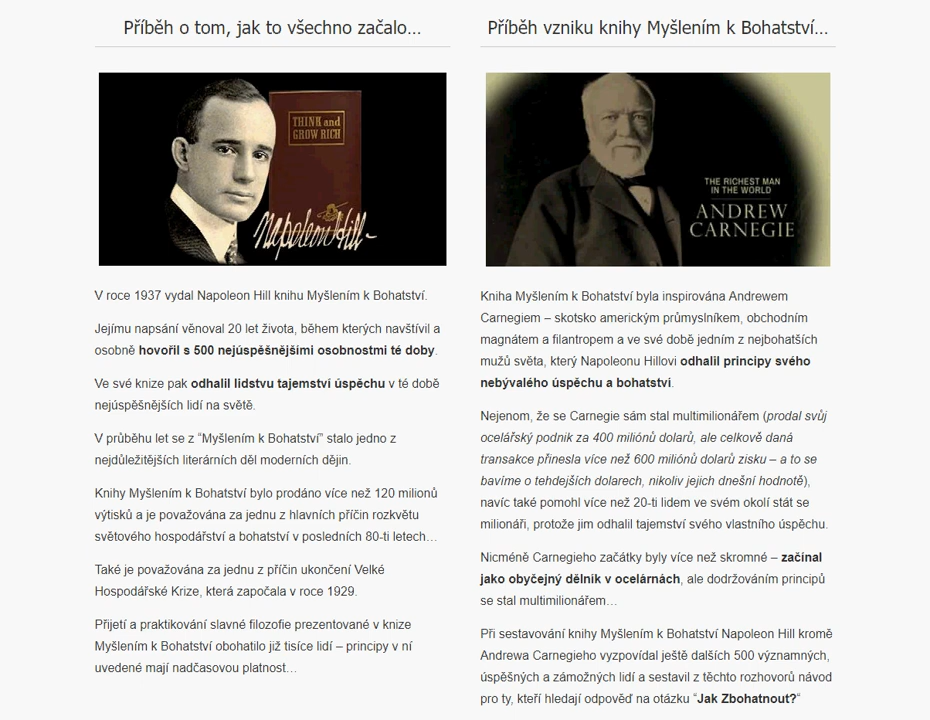 Příběh o tom, jak to všechno začalo…
THINK and
GROW RICH
Napoleon Hill
V roce 1937 vydal Napoleon Hill knihu Myšlením k Bohatství.
Jejímu napsání věnoval 20 let života, během kterých navštívil a
osobně hovořil s 500 nejúspěšnějšími osobnostmi té doby.
Ve své knize pak odhalil lidstvu tajemství úspěchu v té době
nejúspěšnějších lidí na světě.
V průběhu let se z “Myšlením k Bohatství” stalo jedno z
nejdůležitějších literárních děl moderních dějin.
Knihy Myšlením k Bohatství bylo prodáno více než 120 milionů
výtisků a je považována za jednu z hlavních příčin rozkvětu
světového hospodářství a bohatství v posledních 80-ti letech…
Také je považována za jednu z příčin ukončení Velké
Hospodářské Krize, která započala v roce 1929.
Přijetí a praktikování slavné filozofie prezentované v knize
Myšlením k Bohatství obohatilo již tisíce lidí – principy v ní
uvedené mají nadčasovou platnost…
Příběh vzniku knihy Myšlením k Bohatství…
THE RICHEST MAN
IN THE WORLD
ANDREW
CARNEGIE
Kniha Myšlením k Bohatství byla inspirována Andrewem
Carnegiem – skotsko americkým průmyslníkem, obchodním
magnátem a filantropem a ve své době jedním z nejbohatších
mužů světa, který Napoleonu Hillovi odhalil principy svého
nebývalého úspěchu a bohatství.
Nejenom, že se Carnegie sám stal multimilionářem (prodal svůj
ocelářský podnik za 400 miliónů dolarů, ale celkově daná
transakce přinesla více než 600 miliónů dolarů zisku – a to se
bavíme o tehdejších dolarech, nikoliv jejich dnešní hodnotě),
navíc také pomohl více než 20-ti lidem ve svém okolí stát se
milionáři, protože jim odhalil tajemství svého vlastního úspěchu.
Nicméně Carnegieho začátky byly více než skromné – začínal
jako obyčejný dělník v ocelárnách, ale dodržováním principů
se stal multimilionářem…
Při sestavování knihy Myšlením k Bohatství Napoleon Hill kromě
Andrewa Carnegieho vyzpovídal ještě dalších 500 významných,
úspěšných a zámožných lidí a sestavil z těchto rozhovorů návod
pro ty, kteří hledají odpověď na otázku “Jak Zbohatnout?“